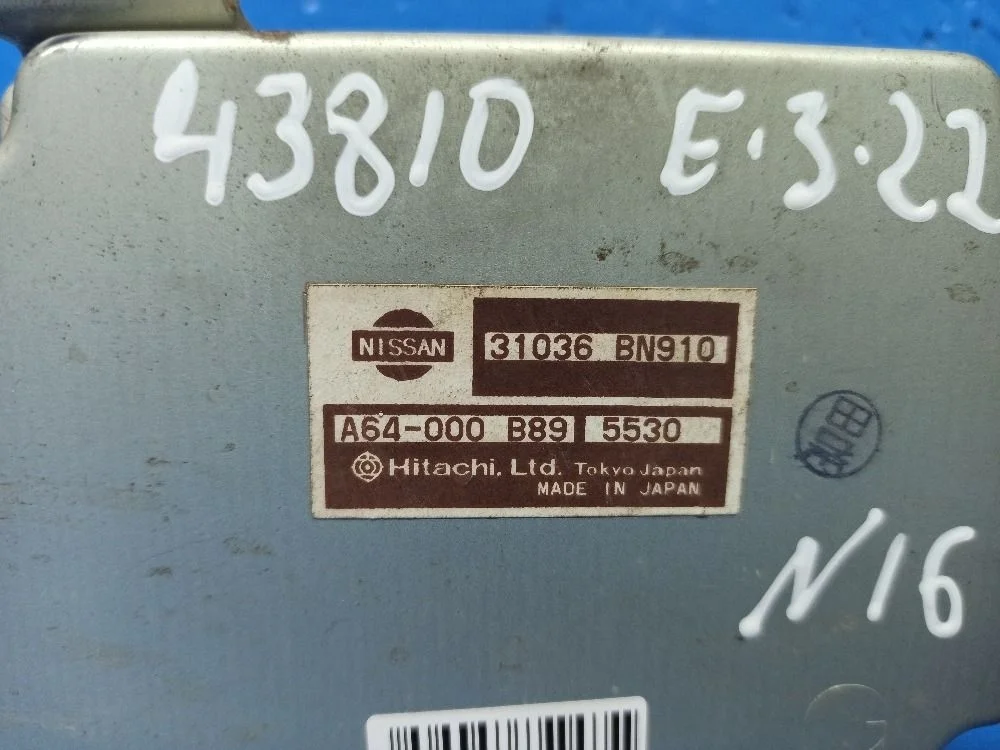 43810 E.3.22
NISSAN
31036 BN910
A64-000 B89 5530
Hitachi, Ltd. Tokyo Japan
MADE IN JAPAN
N16